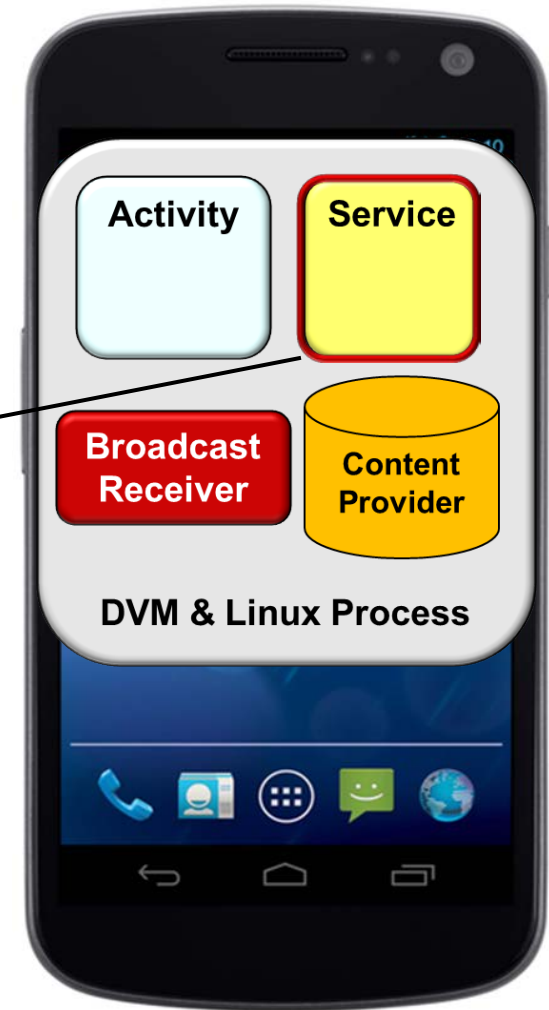 Activity
Service
Broadcast
Receiver
Content
Provider
DVM & Linux Process